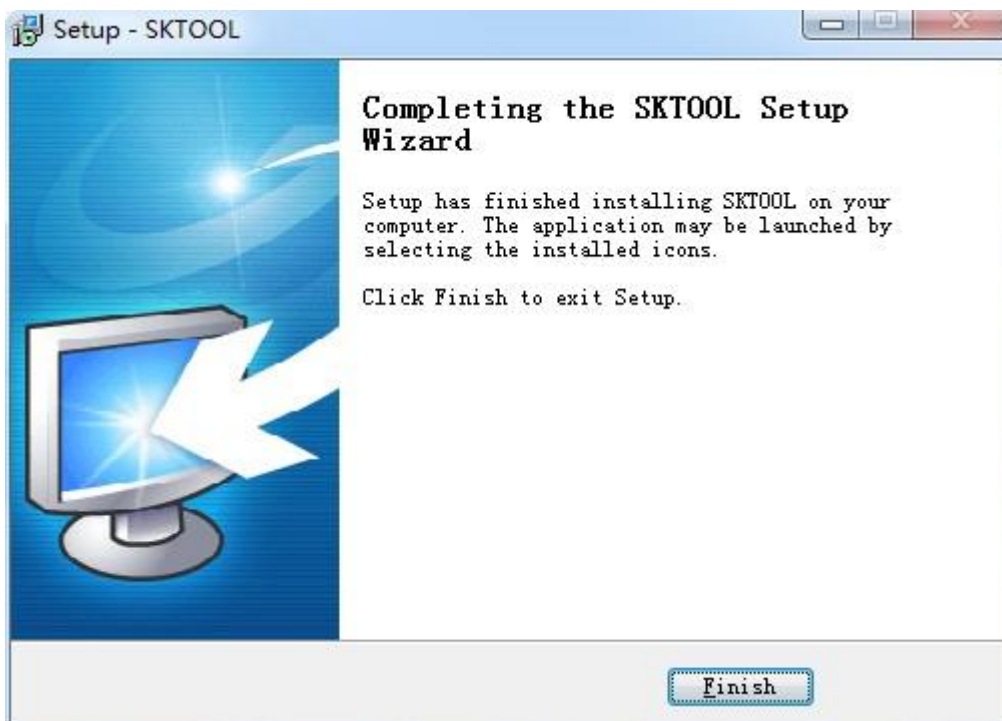 Setup - SKTOOL
Completing the SKTOOL Setup
Wizard
Setup has finished installing SKTOOL on your
computer. The application may be launched by
selecting the installed icons.
Click Finish to exit Setup.
Finish